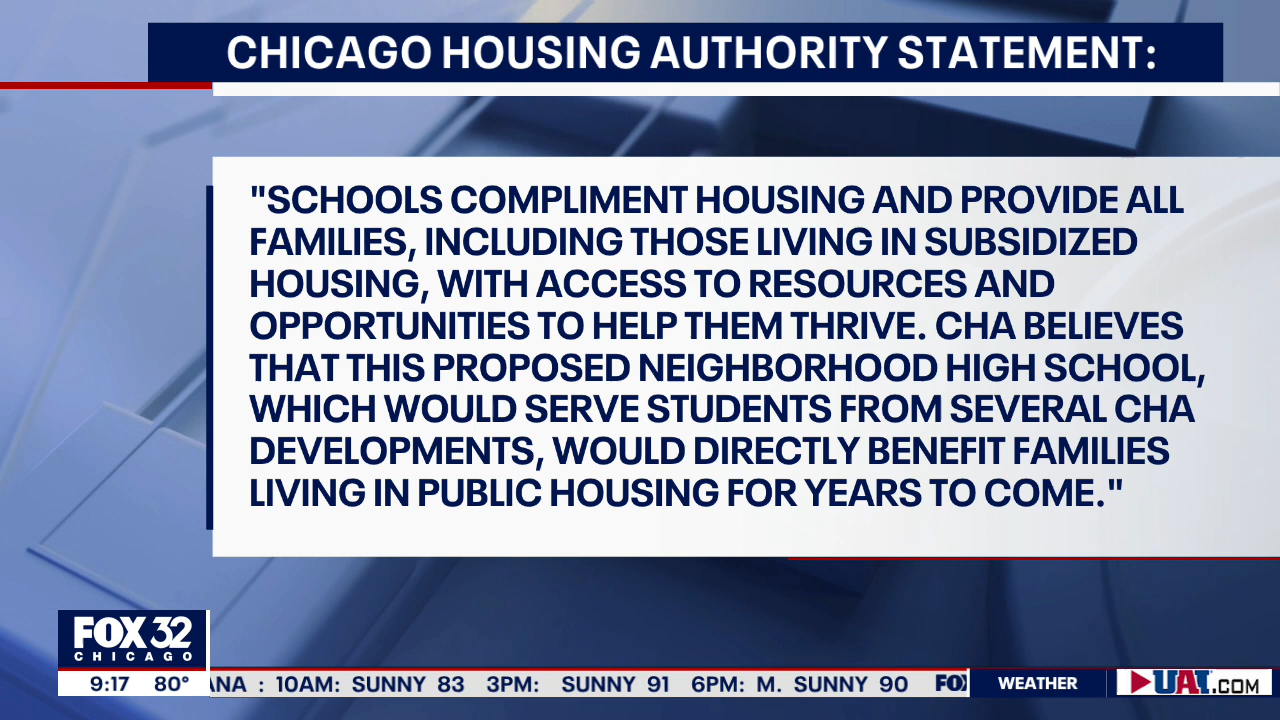 CHICAGO HOUSING AUTHORITY STATEMENT:
"SCHOOLS COMPLIMENT HOUSING AND PROVIDE ALL
FAMILIES, INCLUDING THOSE LIVING IN SUBSIDIZED
HOUSING, WITH ACCESS TO RESOURCES AND
OPPORTUNITIES TO HELP THEM THRIVE. CHA BELIEVES
THAT THIS PROPOSED NEIGHBORHOOD HIGH SCHOOL,
WHICH WOULD SERVE STUDENTS FROM SEVERAL CHA
DEVELOPMENTS, WOULD DIRECTLY BENEFIT FAMILIES
LIVING IN PUBLIC HOUSING FOR YEARS TO COME."
FOX 32
CHICAGO
9:17 80° ANA : 10AM: SUNNY 83 3PM: SUNNY 91 6PM: M. SUNNY 90 FOX WEATHER UAI.COM